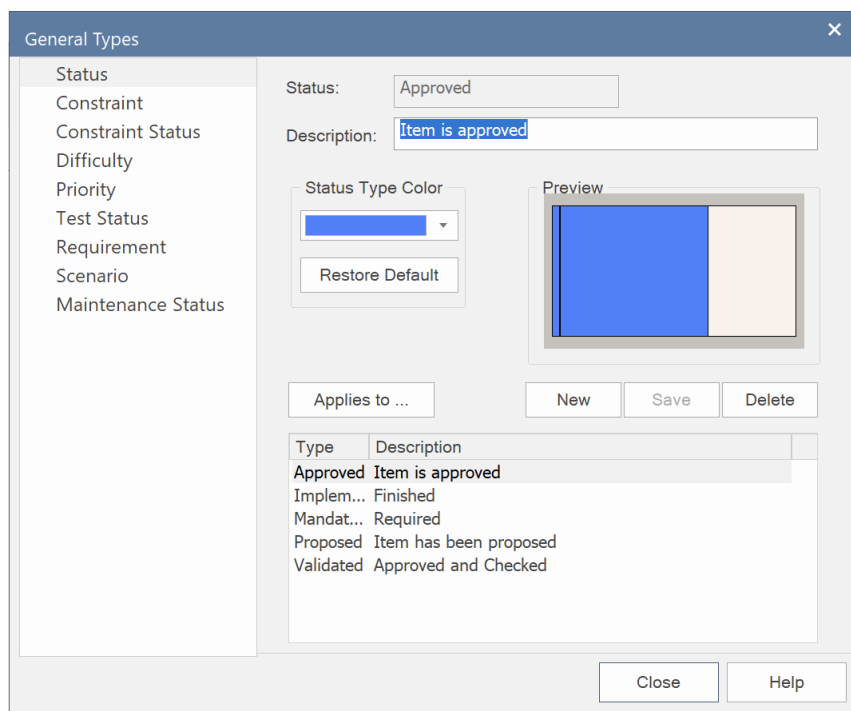 General Types
Status
Constraint
Constraint Status
Difficulty
Priority
Test Status
Requirement
Scenario
Maintenance Status
Status:
Approved
Description:
Item is approved
Status Type Color
Restore Default
Preview
Applies to ...
New
Save
Delete
Type Description
Approved Item is approved
Implem... Finished
Mandat... Required
Proposed Item has been proposed
Validated Approved and Checked
Close
Help